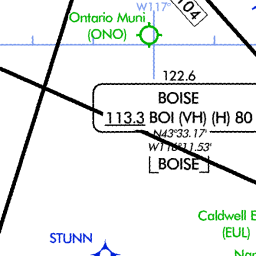 W117°
104
Ontario Muni
(ONO)
122.6
BOISE
113.3 BOI (VH) (H) 80
N43°33.17'
W116°11.53'
BOISE
Caldwell
(EUL)
STUNN